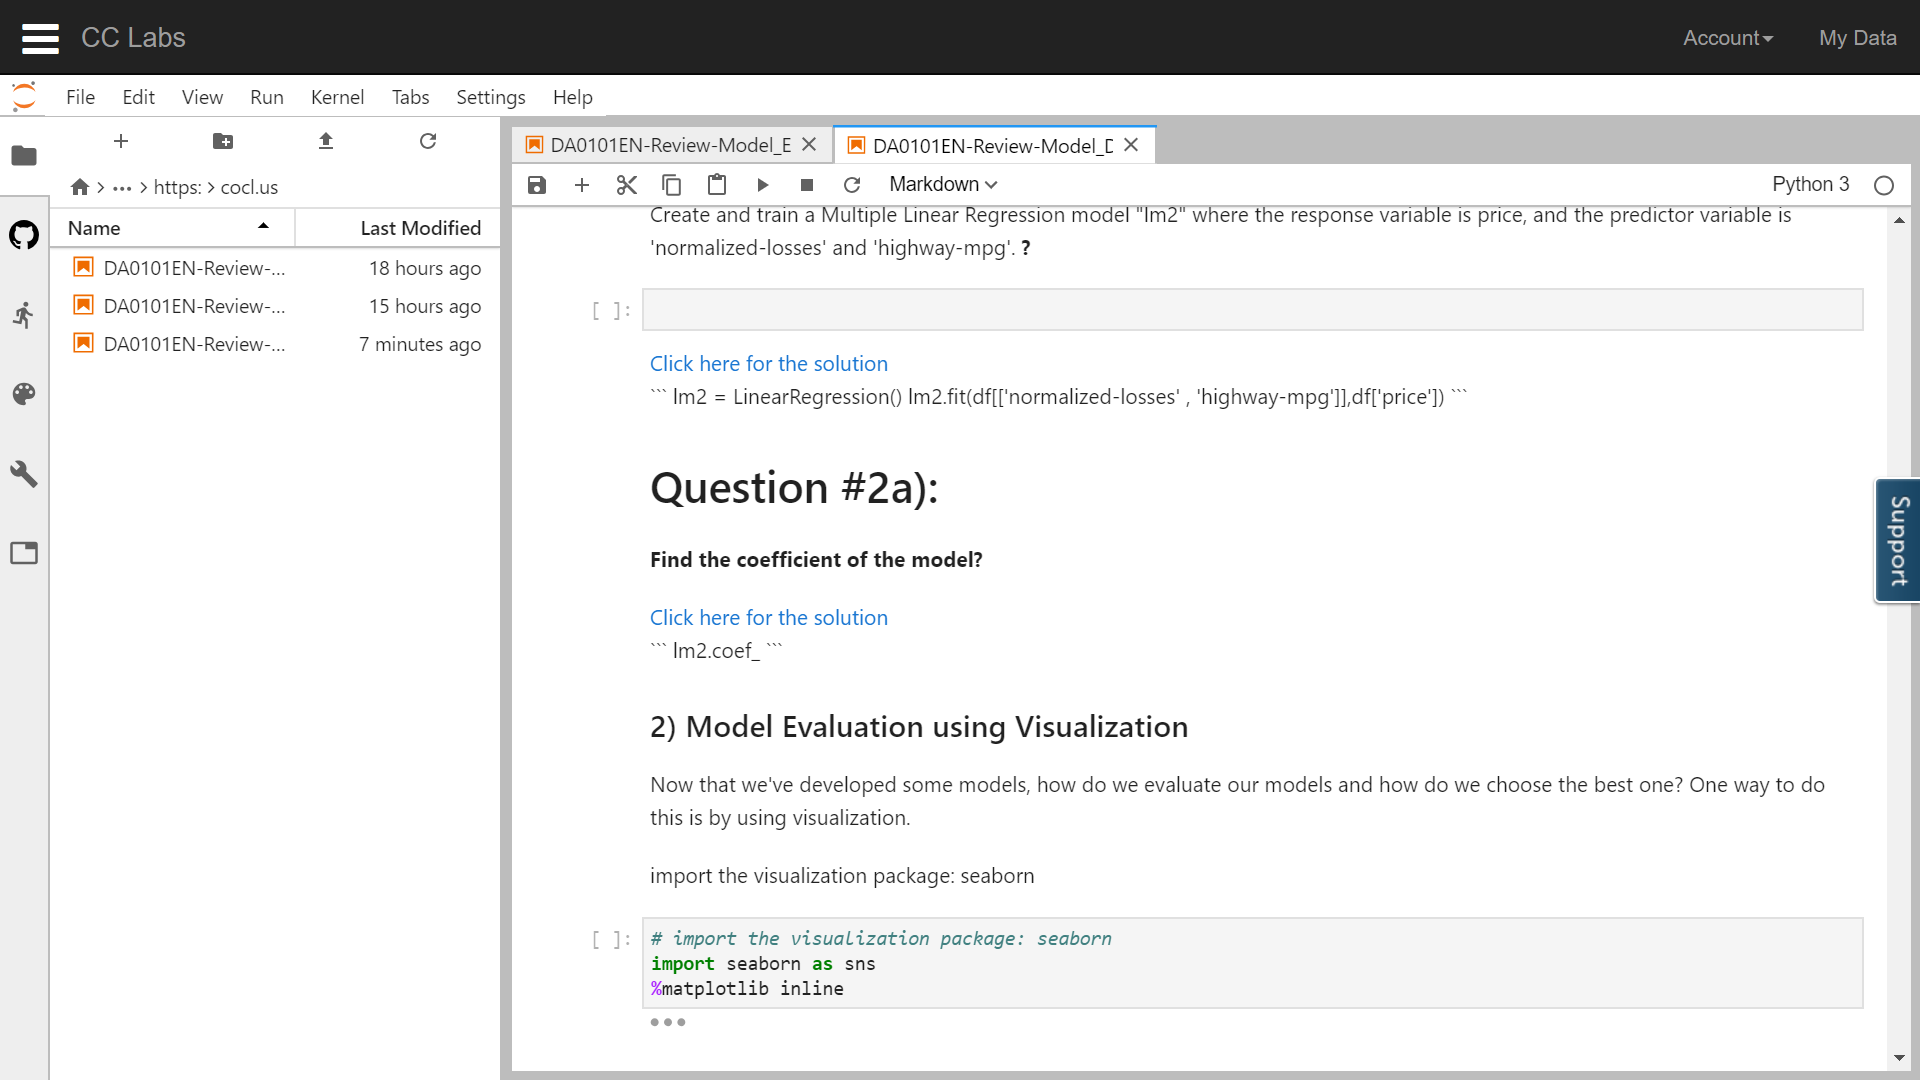 CC Labs
Account
My Data
File
Edit
View
Run
Kernel
Tabs
Settings
Help
https:
cocl.us
Name
Last Modified
DA0101EN-Review-...
18 hours ago
DA0101EN-Review-...
15 hours ago
DA0101EN-Review-...
7 minutes ago
DA0101EN-Review-Model_E
DA0101EN-Review-Model_D
Markdown
Python 3
Create and train a Multiple Linear Regression model "lm2" where the response variable is price, and the predictor variable is
'normalized-losses' and 'highway-mpg'. ?
[ ]:
Click here for the solution
``` lm2 = LinearRegression() lm2.fit(df[['normalized-losses' , 'highway-mpg']],df['price']) ```
Question #2a):
Find the coefficient of the model?
Click here for the solution
``` lm2.coef_ ```
2) Model Evaluation using Visualization
Now that we've developed some models, how do we evaluate our models and how do we choose the best one? One way to do
this is by using visualization.
import the visualization package: seaborn
[ ]:
# import the visualization package: seaborn
import seaborn as sns
%matplotlib inline
Support